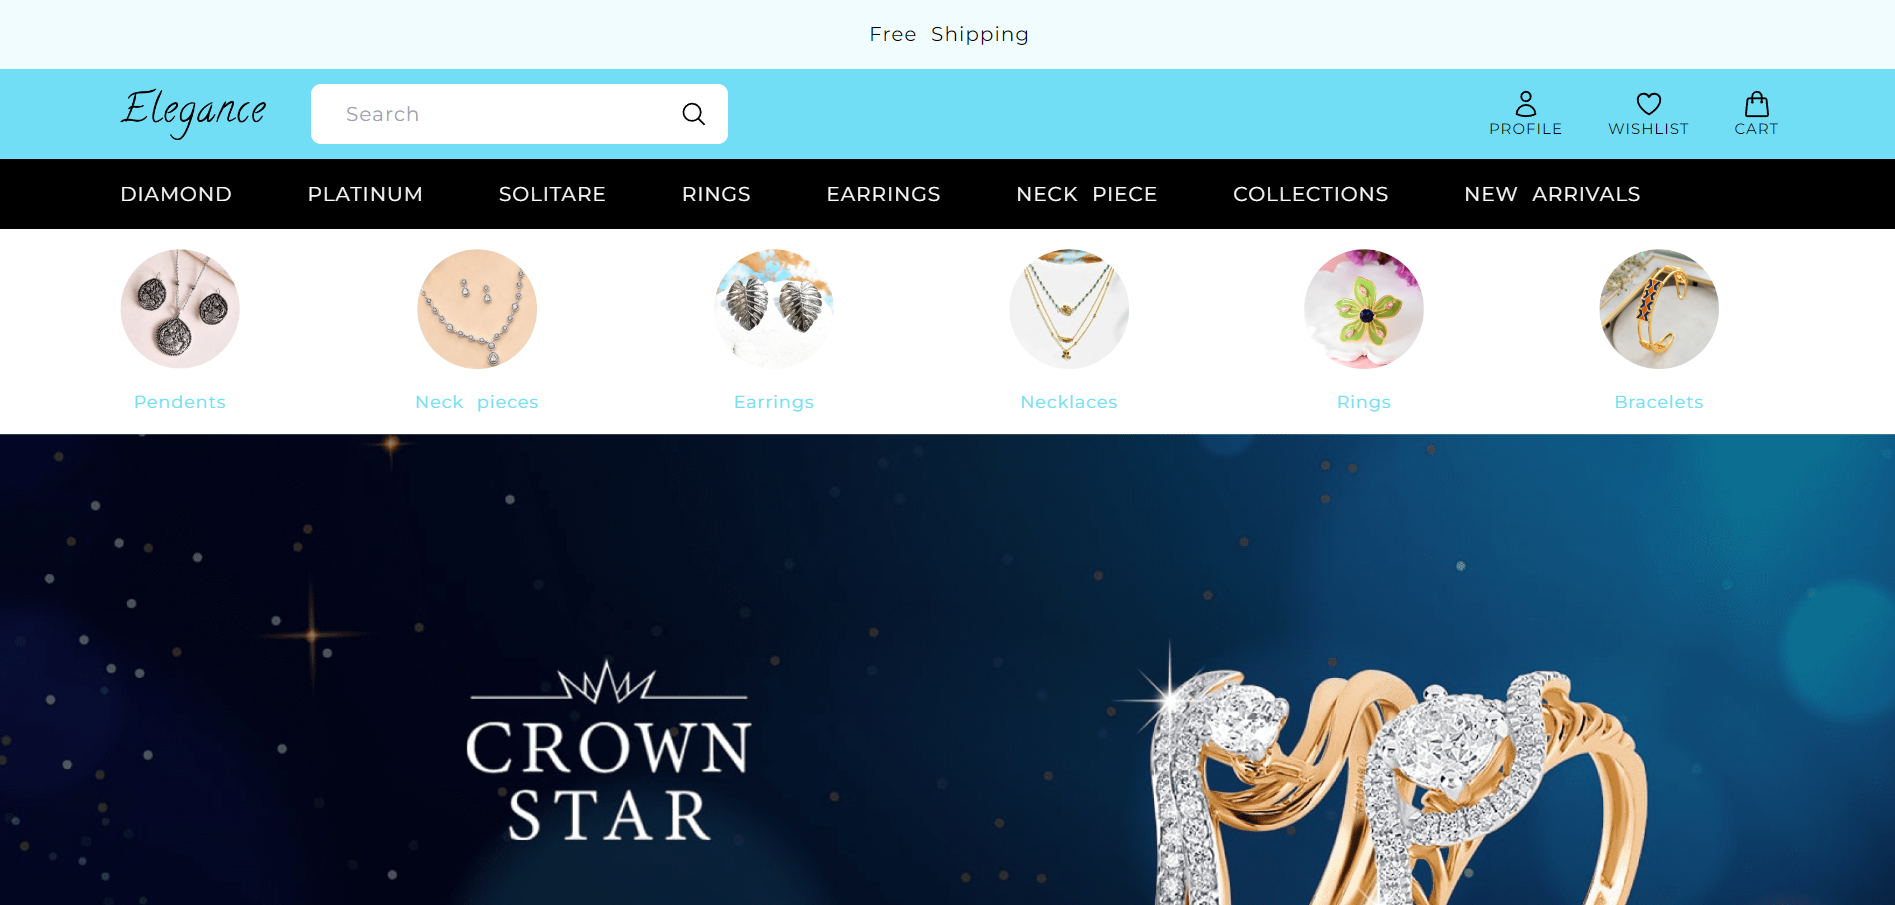 Free Shipping
Elegance
Search
PROFILE
WISHLIST
CART
DIAMOND
PLATINUM
SOLITARE
RINGS
EARRINGS
NECK PIECE
COLLECTIONS
NEW ARRIVALS
Pendents
Neck pieces
Earrings
Necklaces
Rings
Bracelets
CROWN
STAR